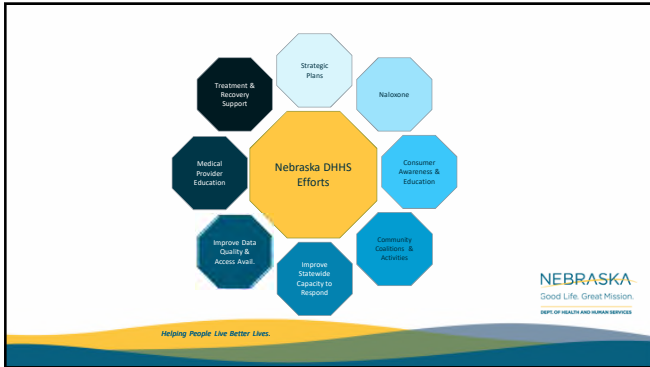 Strategic
Plans
Naloxone
Consumer
Awareness &
Education
Community
Coalitions &
Activities
Improve
Statewide
Capacity to
Respond
Improve Data
Quality &
Access Avail.
Medical
Provider
Education
Treatment &
Recovery
Support
Nebraska DHHS
Efforts
NEBRASKA
Good Life. Great Mission.
DEPT. OF HEALTH AND HUMAN SERVICES
Helping People Live Better Lives.